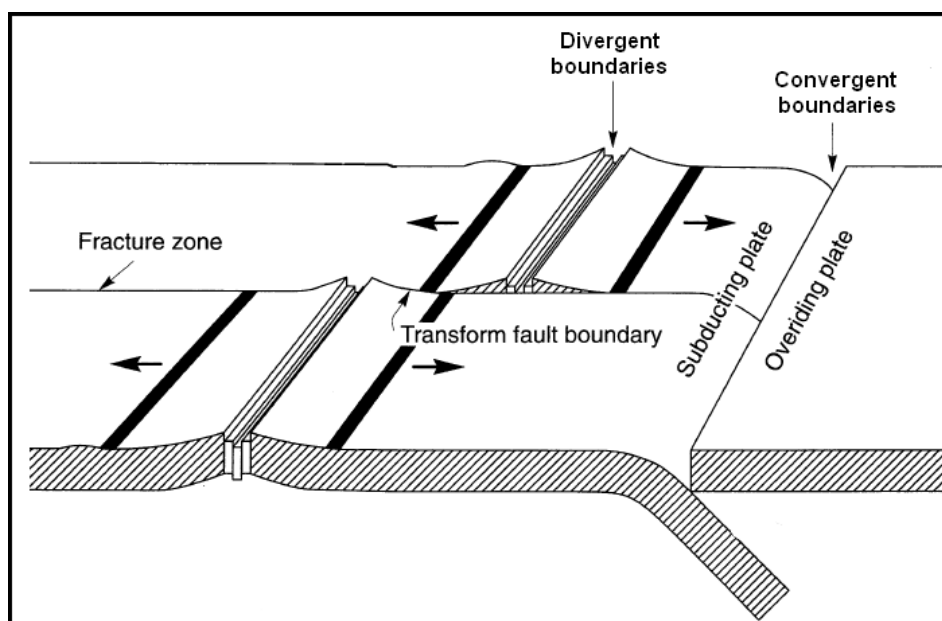 Divergent
boundaries
Convergent
boundaries
Fracture zone
Transform fault boundary
Subducting plate
Overiding plate